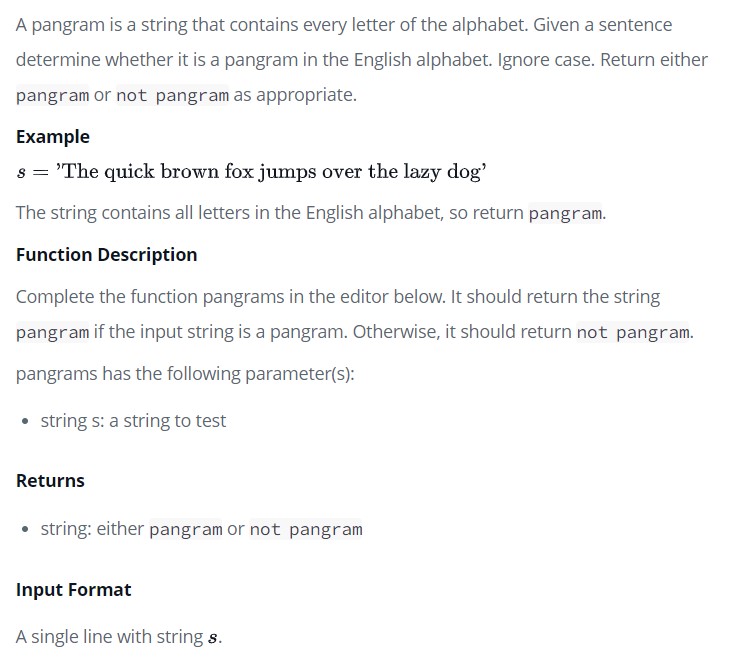 A pangram is a string that contains every letter of the alphabet. Given a sentence
determine whether it is a pangram in the English alphabet. Ignore case. Return either
pangram or not pangram as appropriate.
Example
s = ’The quick brown fox jumps over the lazy dog’
The string contains all letters in the English alphabet, so return pangram.
Function Description
Complete the function pangrams in the editor below. It should return the string
pangram if the input string is a pangram. Otherwise, it should return not pangram.
pangrams has the following parameter(s):
• string s: a string to test
Returns
• string: either pangram or not pangram
Input Format
A single line with string s.